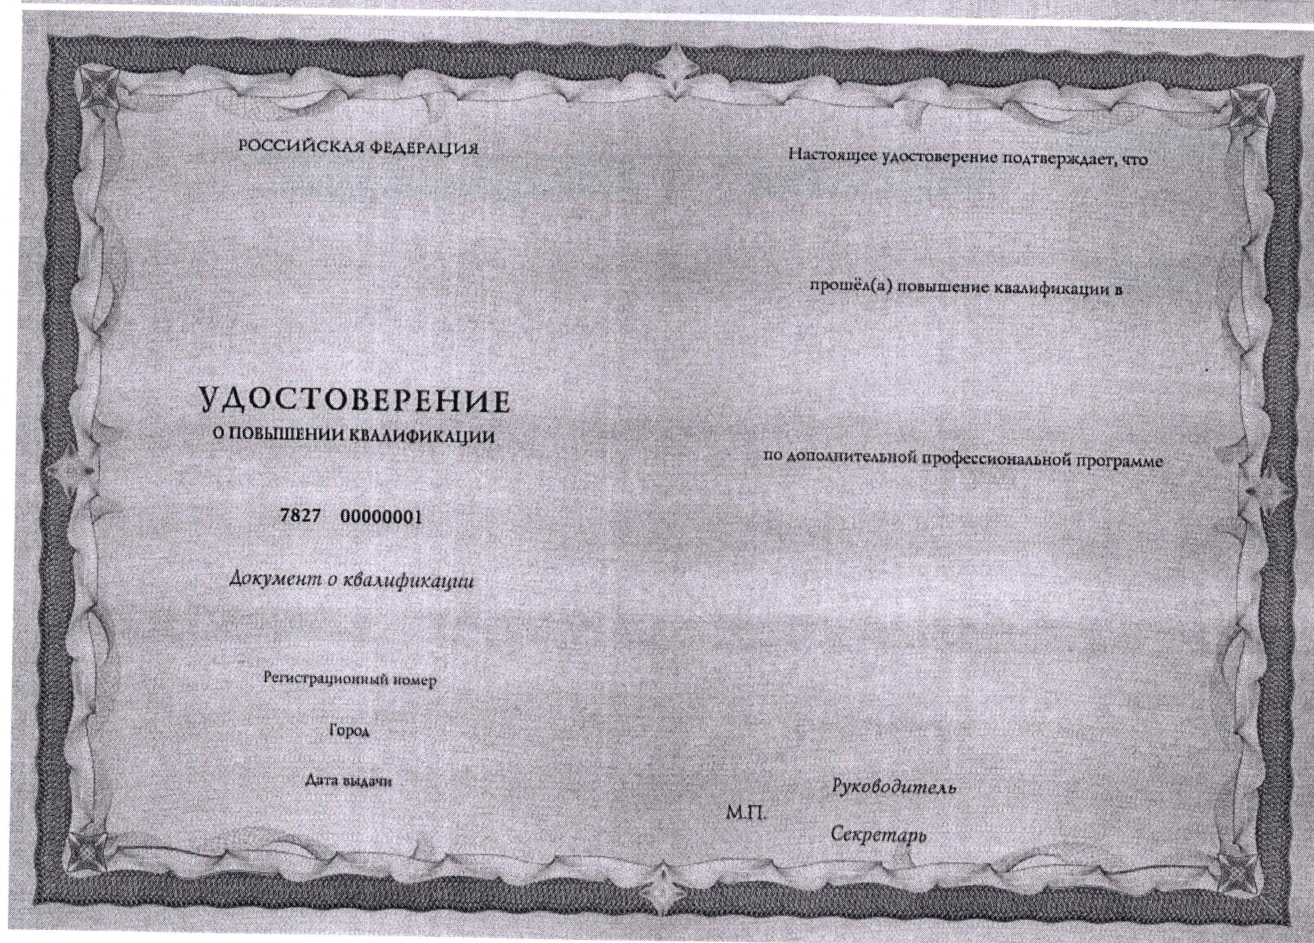 РОССИЙСКАЯ ФЕДЕРАЦИЯ
УДОСТОВЕРЕНИЕ
О ПОВЫШЕНИИ КВАЛИФИКАЦИИ
7827 00000001
Документ о квалификации
Регистрационный номер
Город
Дата выдачи
Настоящее удостоверение подтверждает, что
прошёл(а) повышение квалификации в
по дополнительной профессиональной программе
М.П.
Руководитель
Секретарь